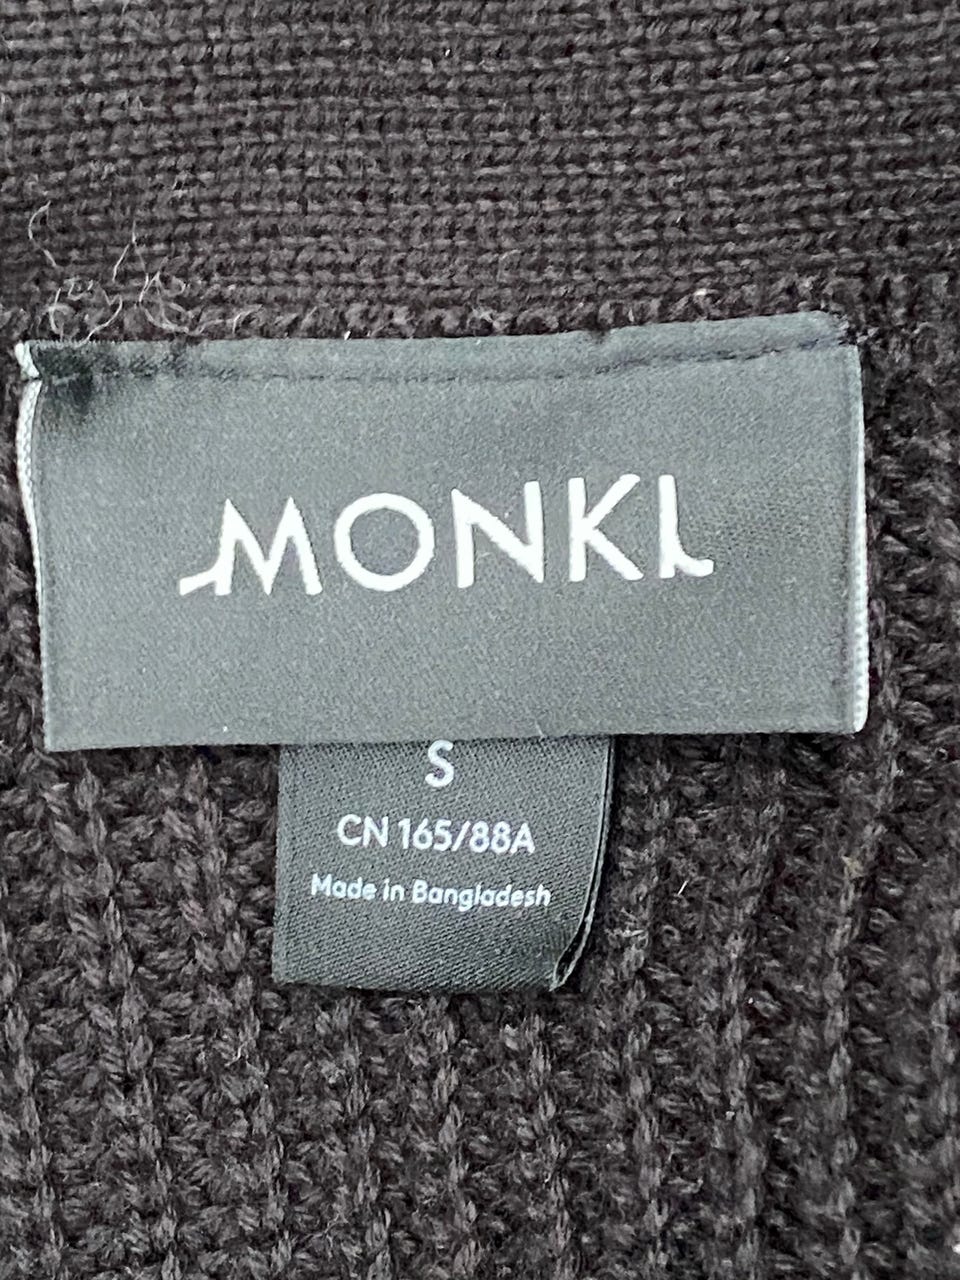 MONKI
S
CN 165/88A
Made in Bangladesh